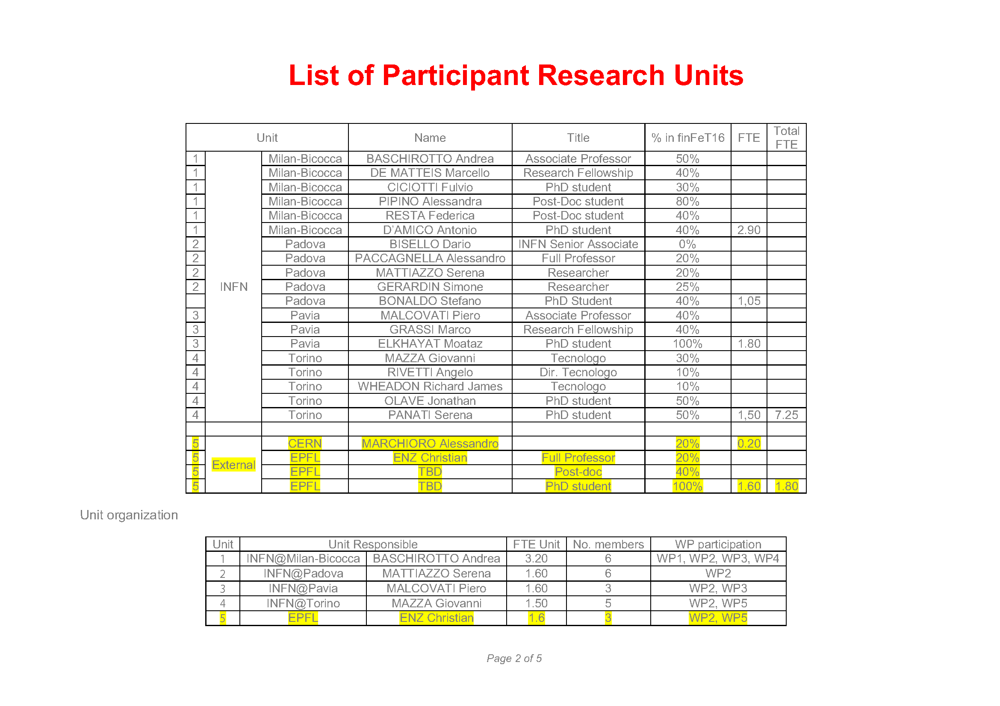 List of Participant Research Units
Unit Name Title % in finFeT16 FTE Total FTE
1 Milan-Bicocca BASCHIROTTO Andrea Associate Professor 50%
1 Milan-Bicocca DE MATTEIS Marcello Research Fellowship 40%
1 Milan-Bicocca CICIOTTI Fulvio PhD student 30%
1 Milan-Bicocca PIPINO Alessandra Post-Doc student 80%
1 Milan-Bicocca RESTA Federica Post-Doc student 40%
1 Milan-Bicocca D’AMICO Antonio PhD student 40% 2.90
2 Padova BISELLO Dario INFN Senior Associate 0%
2 Padova PACCAGNELLA Alessandro Full Professor 20%
2 Padova MATTIAZZO Serena Researcher 20%
2 INFN Padova GERARDIN Simone Researcher 25%
Padova BONALDO Stefano PhD Student 40% 1,05
3 Pavia MALCOVATI Piero Associate Professor 40%
3 Pavia GRASSI Marco Research Fellowship 40%
3 Pavia ELKHAYAT Moataz PhD student 100% 1.80
4 Torino MAZZA Giovanni Tecnologo 30%
4 Torino RIVETTI Angelo Dir. Tecnologo 10%
4 Torino WHEADON Richard James Tecnologo 10%
4 Torino OLAVE Jonathan PhD student 50%
4 Torino PANATI Serena PhD student 50% 1,50 7.25
5 CERN MARCHIORO Alessandro 20% 0.20
5 External EPFL ENZ Christian Full Professor 20%
5 EPFL TBD Post-doc 40%
5 EPFL TBD PhD student 100% 1.60 1.80
Unit organization
Unit Unit Responsible FTE Unit No. members WP participation
1 INFN@Milan-Bicocca BASCHIROTTO Andrea 3.20 6 WP1, WP2, WP3, WP4
2 INFN@Padova MATTIAZZO Serena 1.60 6 WP2
3 INFN@Pavia MALCOVATI Piero 1.60 3 WP2, WP3
4 INFN@Torino MAZZA Giovanni 1.50 5 WP2, WP5
5 EPFL ENZ Christian 1.6 3 WP2, WP5
Page 2 of 5